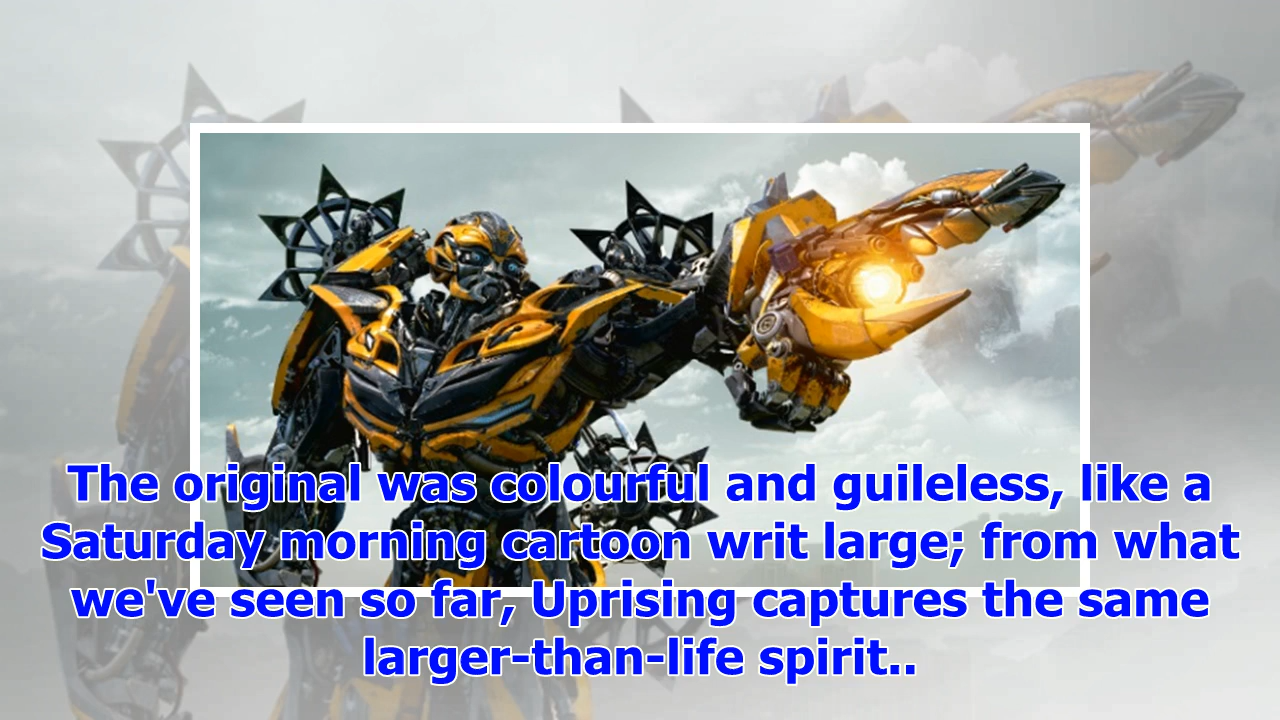 The original was colourful and guileless, like a
Saturday morning cartoon writ large; from what
we've seen so far, Uprising captures the same
larger-than-life spirit..